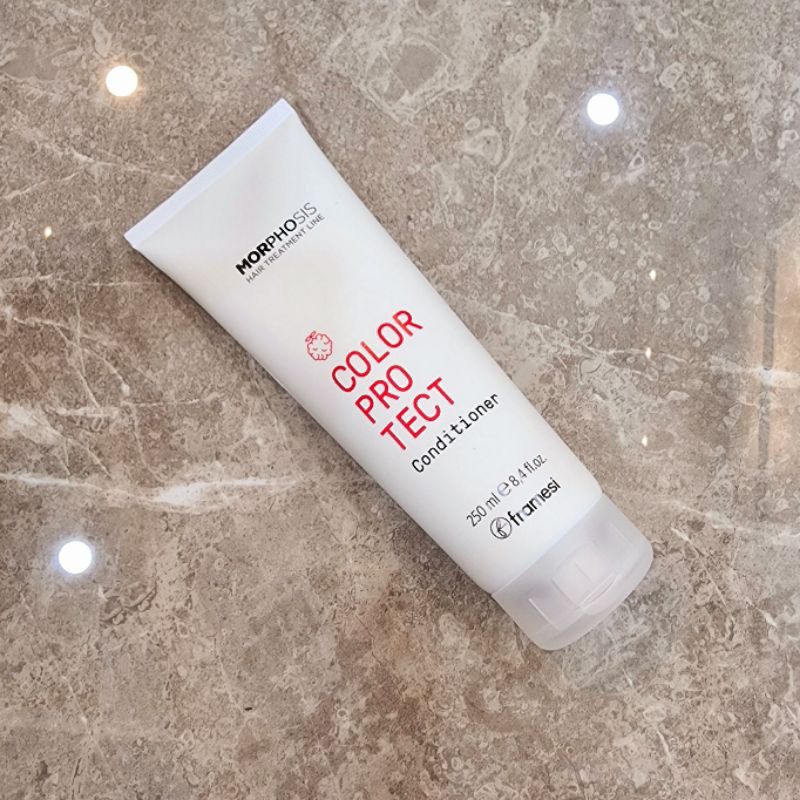 MORPHOSIS
HAIR TREATMENT LINE
COLOR
PRO
TECT
Conditioner
250 ml ℮ 8,4 fl.oz.
framesi